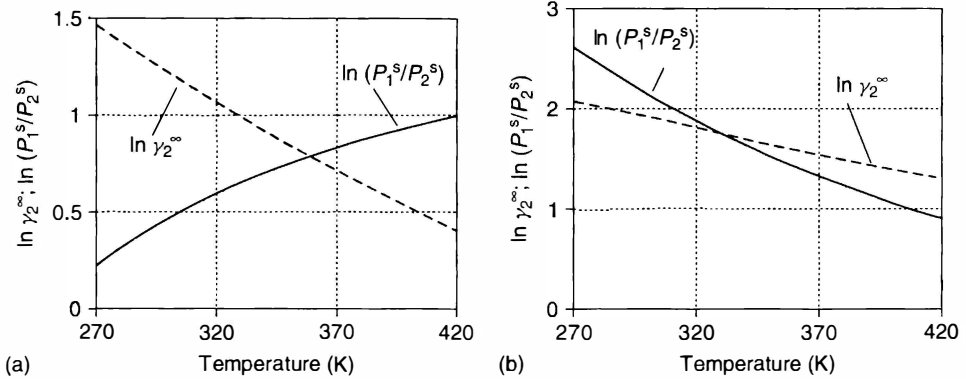 1.5
1
0.5
0
ln γ₂^∞; ln (P₁ˢ/P₂ˢ)
ln (P₁ˢ/P₂ˢ)
ln γ₂^∞
270 320 370 420
(a) Temperature (K)
3
2
1
0
ln γ₂^∞; ln (P₁ˢ/P₂ˢ)
ln (P₁ˢ/P₂ˢ)
ln γ₂^∞
270 320 370 420
(b) Temperature (K)